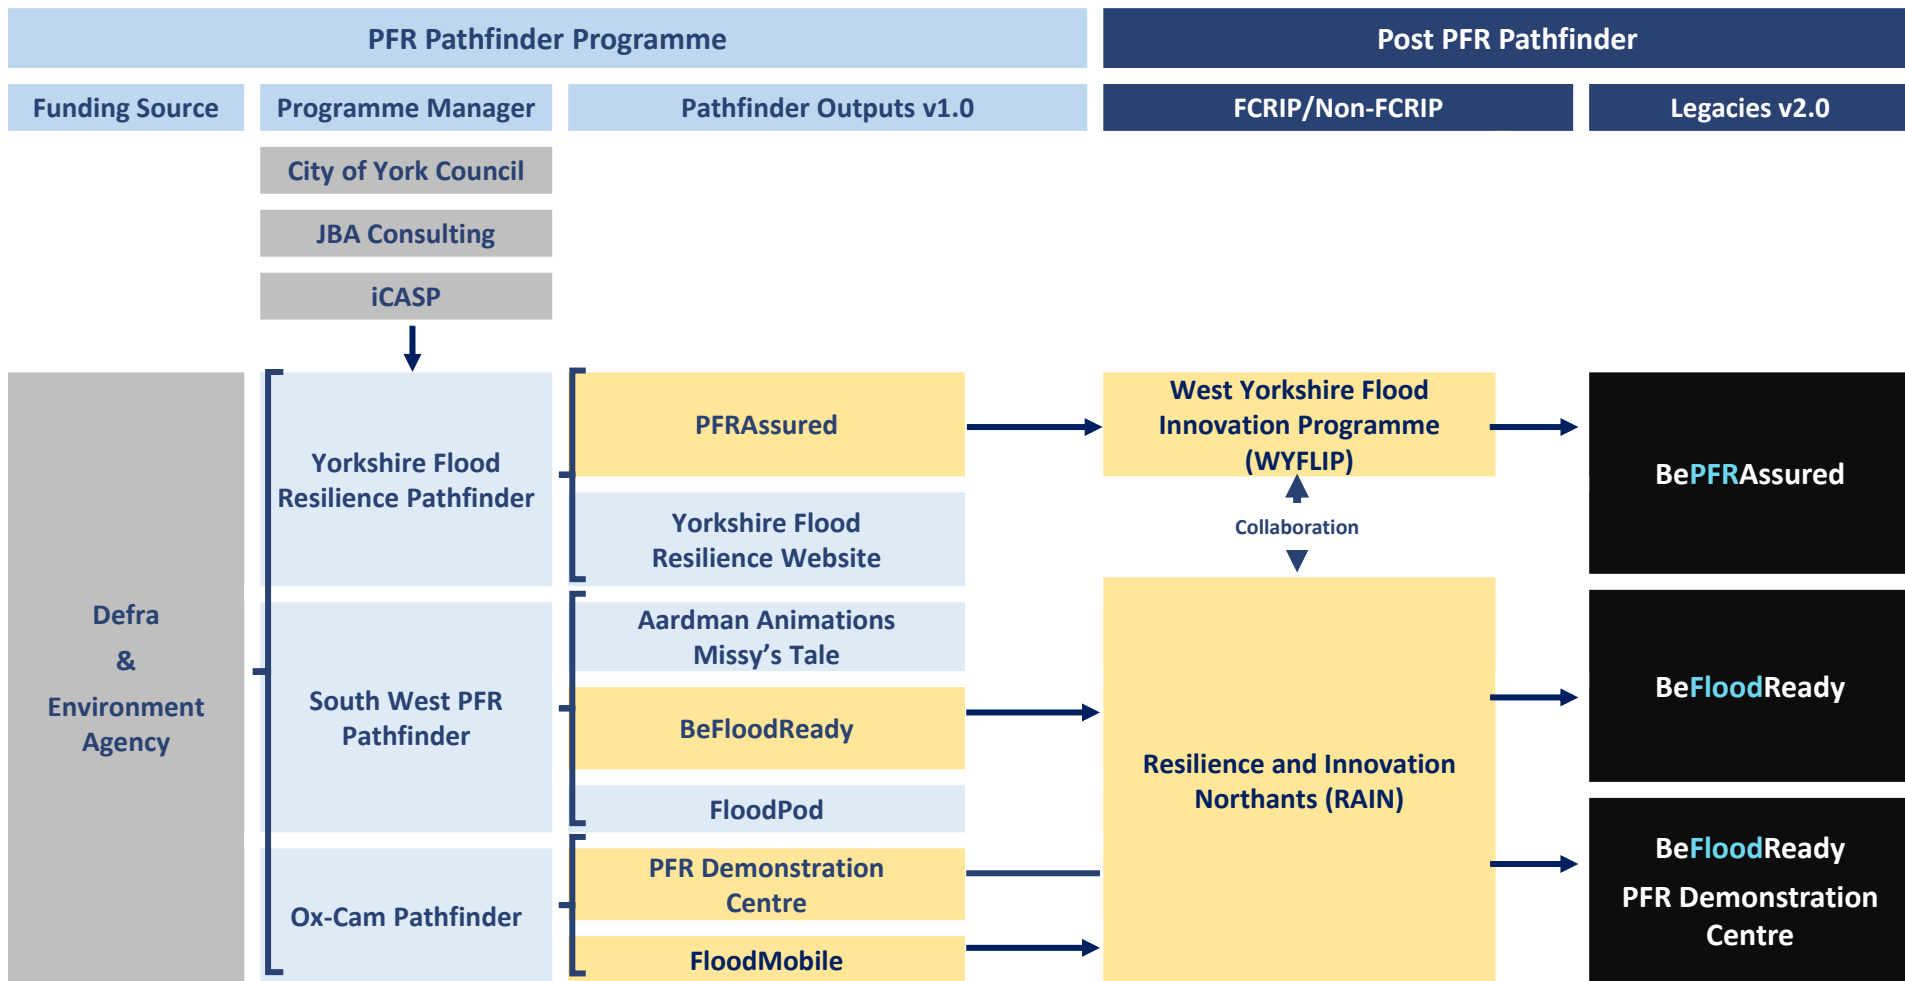 PFR Pathfinder Programme
Post PFR Pathfinder
Funding Source
Programme Manager
Pathfinder Outputs v1.0
FCRIP/Non-FCRIP
Legacies v2.0
City of York Council
JBA Consulting
iCASP
Defra
&
Environment
Agency
Yorkshire Flood
Resilience Pathfinder
South West PFR
Pathfinder
Ox-Cam Pathfinder
PFRAssured
Yorkshire Flood
Resilience Website
Aardman Animations
Missy's Tale
BeFloodReady
FloodPod
PFR Demonstration
Centre
FloodMobile
West Yorkshire Flood
Innovation Programme
(WYFLIP)
Collaboration
Resilience and Innovation
Northants (RAIN)
BePFRAssured
BeFloodReady
BeFloodReady
PFR Demonstration
Centre